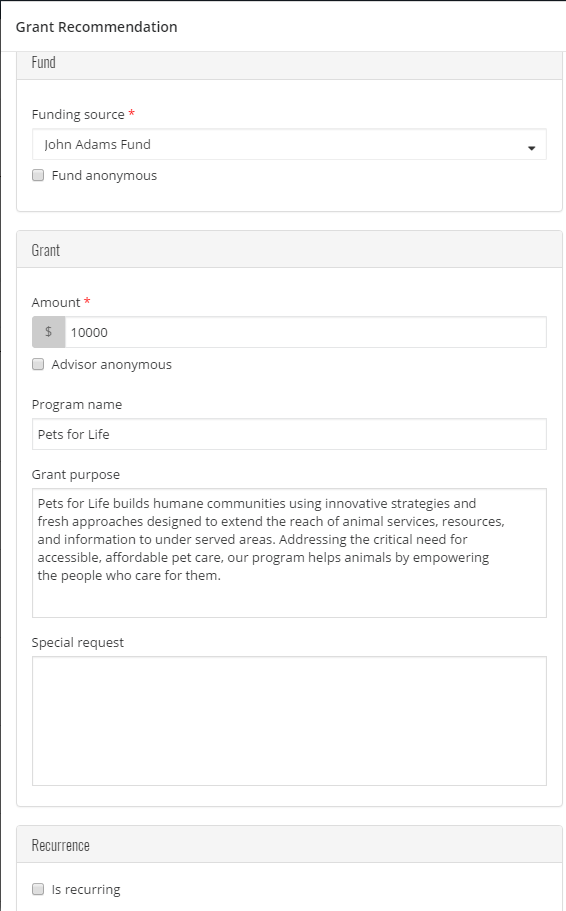 Grant Recommendation
Fund
Funding source *
John Adams Fund
Fund anonymous
Grant
Amount *
$ 10000
Advisor anonymous
Program name
Pets for Life
Grant purpose
Pets for Life builds humane communities using innovative strategies and
fresh approaches designed to extend the reach of animal services, resources,
and information to under served areas. Addressing the critical need for
accessible, affordable pet care, our program helps animals by empowering
the people who care for them.
Special request
Recurrence
Is recurring